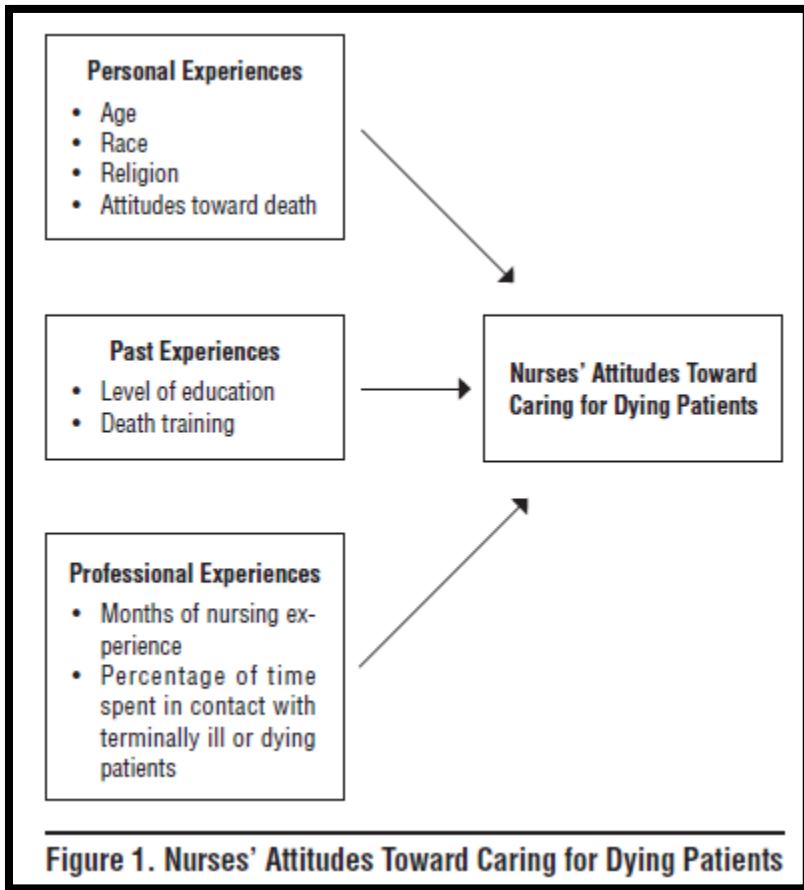 Personal Experiences
• Age
• Race
• Religion
• Attitudes toward death
Past Experiences
• Level of education
• Death training
Nurses’ Attitudes Toward
Caring for Dying Patients
Professional Experiences
• Months of nursing ex-
perience
• Percentage of time
spent in contact with
terminally ill or dying
patients
Figure 1. Nurses’ Attitudes Toward Caring for Dying Patients